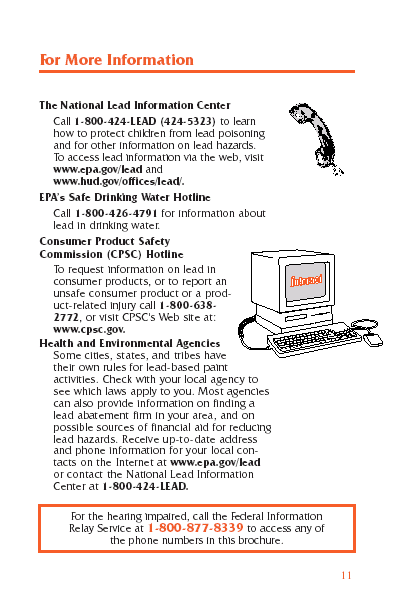 For More Information
The National Lead Information Center
Call 1-800-424-LEAD (424-5323) to learn
how to protect children from lead poisoning
and for other information on lead hazards.
To access lead information via the web, visit
www.epa.gov/lead and
www.hud.gov/offices/lead/.
EPA's Safe Drinking Water Hotline
Call 1-800-426-4791 for information about
lead in drinking water.
Consumer Product Safety
Commission (CPSC) Hotline
To request information on lead in
consumer products, or to report an
unsafe consumer product or a prod-
uct-related injury call 1-800-638-
2772, or visit CPSC's Web site at:
www.cpsc.gov.
Internet
Health and Environmental Agencies
Some cities, states, and tribes have
their own rules for lead-based paint
activities. Check with your local agency to
see which laws apply to you. Most agencies
can also provide information on finding a
lead abatement firm in your area, and on
possible sources of financial aid for reducing
lead hazards. Receive up-to-date address
and phone information for your local con-
tacts on the Internet at www.epa.gov/lead
or contact the National Lead Information
Center at 1-800-424-LEAD.
For the hearing impaired, call the Federal Information
Relay Service at 1-800-877-8339 to access any of
the phone numbers in this brochure.
11